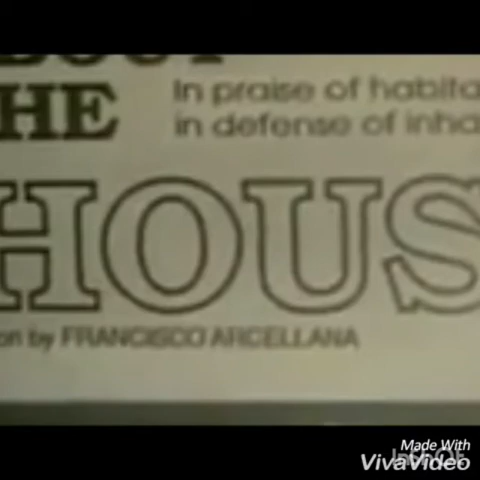 HE
In praise of habita
in defense of inha
HOUS
on by FRANCISCO ARCELLANA
Made With
VivaVideo